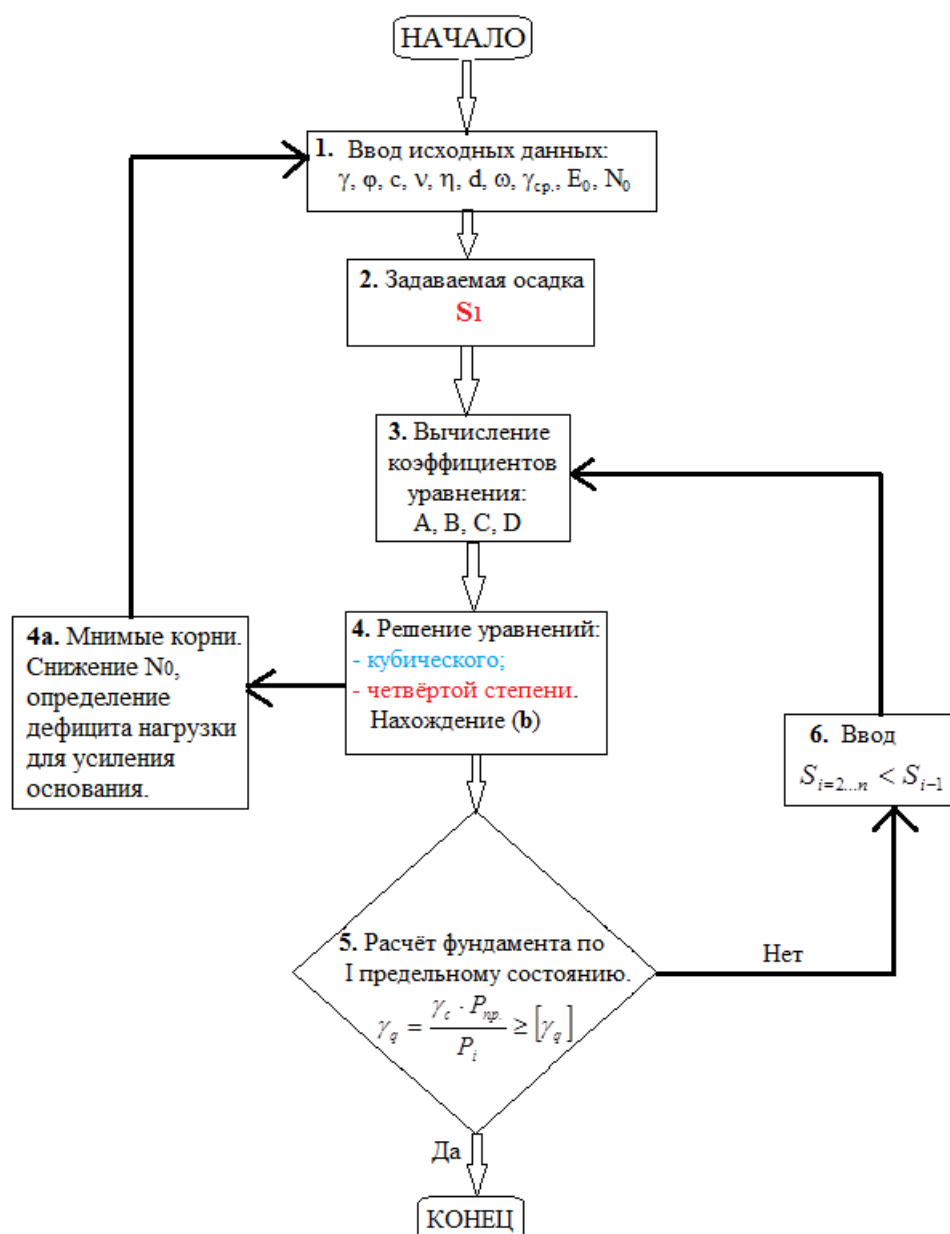 НАЧАЛО
1. Ввод исходных данных:
γ, φ, c, ν, η, d, ω, γср., E0, N0
2. Задаваемая осадка
S1
3. Вычисление
коэффициентов
уравнения:
A, B, C, D
4. Решение уравнений:
- кубического;
- четвёртой степени.
Нахождение (b)
4а. Мнимые корни.
Снижение N0,
определение
дефицита нагрузки
для усиления
основания.
5. Расчёт фундамента по
I предельному состоянию.
γq = γc · Pпр. / Pi ≥ [γq]
Нет
6. Ввод
Si=2...n < Si−1
Да
КОНЕЦ